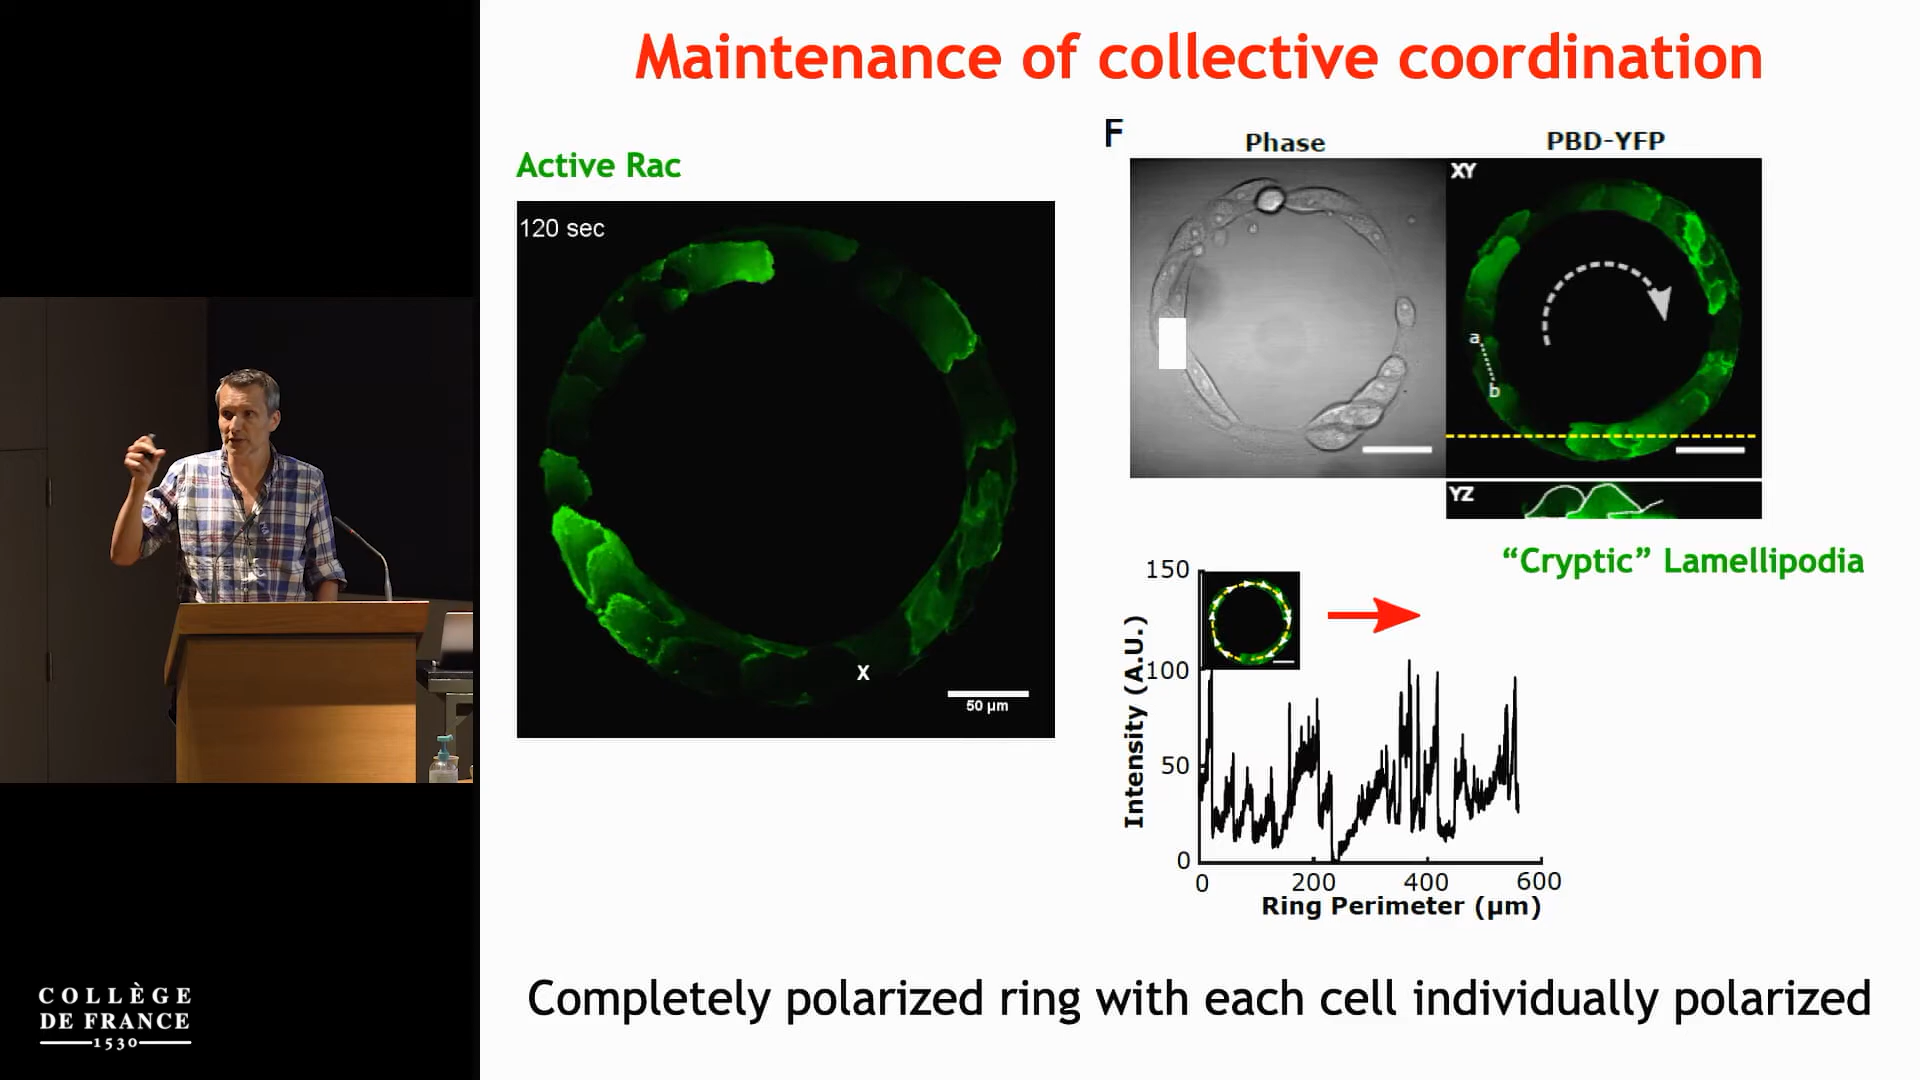 Maintenance of collective coordination
Active Rac
120 sec
X
50 µm
F
Phase
PBD-YFP
XY
a
b
YZ
“Cryptic” Lamellipodia
150
100
50
0
Intensity (A.U.)
0 200 400 600
Ring Perimeter (µm)
Completely polarized ring with each cell individually polarized
COLLÈGE
DE FRANCE
1530